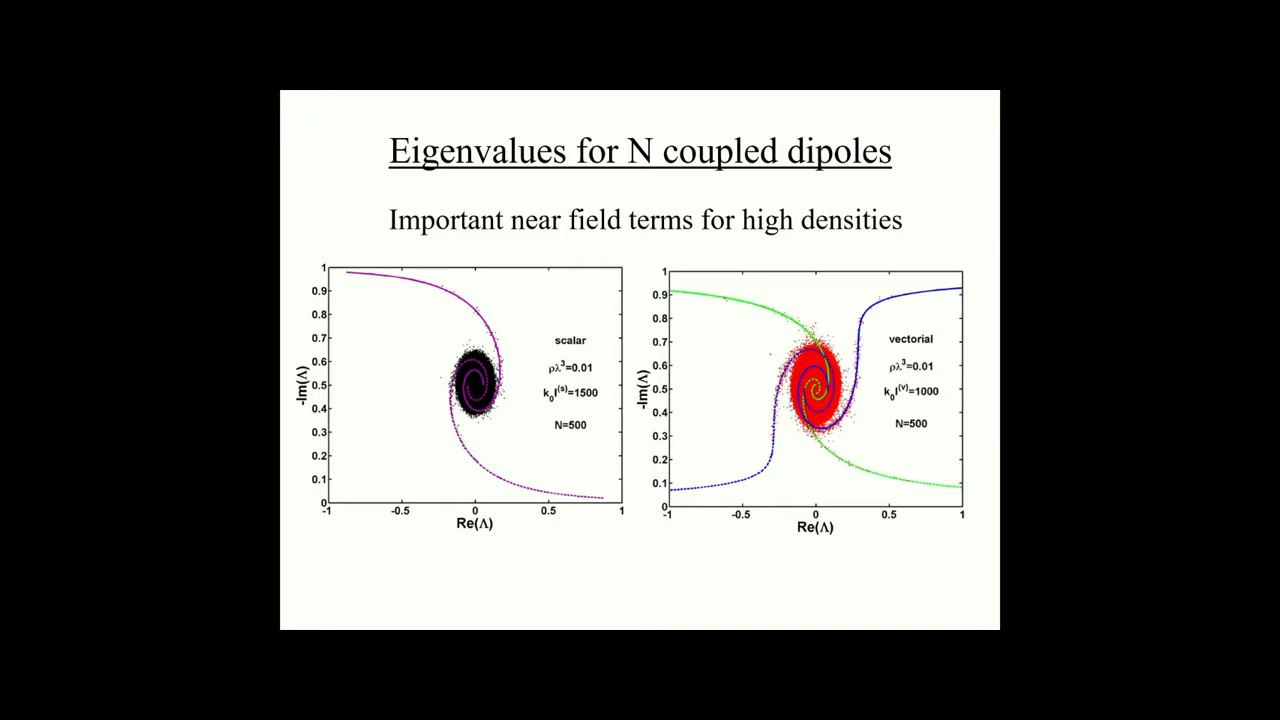 Eigenvalues for N coupled dipoles
Important near field terms for high densities
1
0.9
0.8
0.7
0.6
0.5
0.4
0.3
0.2
0.1
0
-Im(Λ)
-1
-0.5
0
0.5
1
Re(Λ)
scalar
ρλ³=0.01
k₀l⁽ˢ⁾=1500
N=500
1
0.9
0.8
0.7
0.6
0.5
0.4
0.3
0.2
0.1
0
-Im(Λ)
-1
-0.5
0
0.5
1
Re(Λ)
vectorial
ρλ³=0.01
k₀l⁽ᵛ⁾=1000
N=500